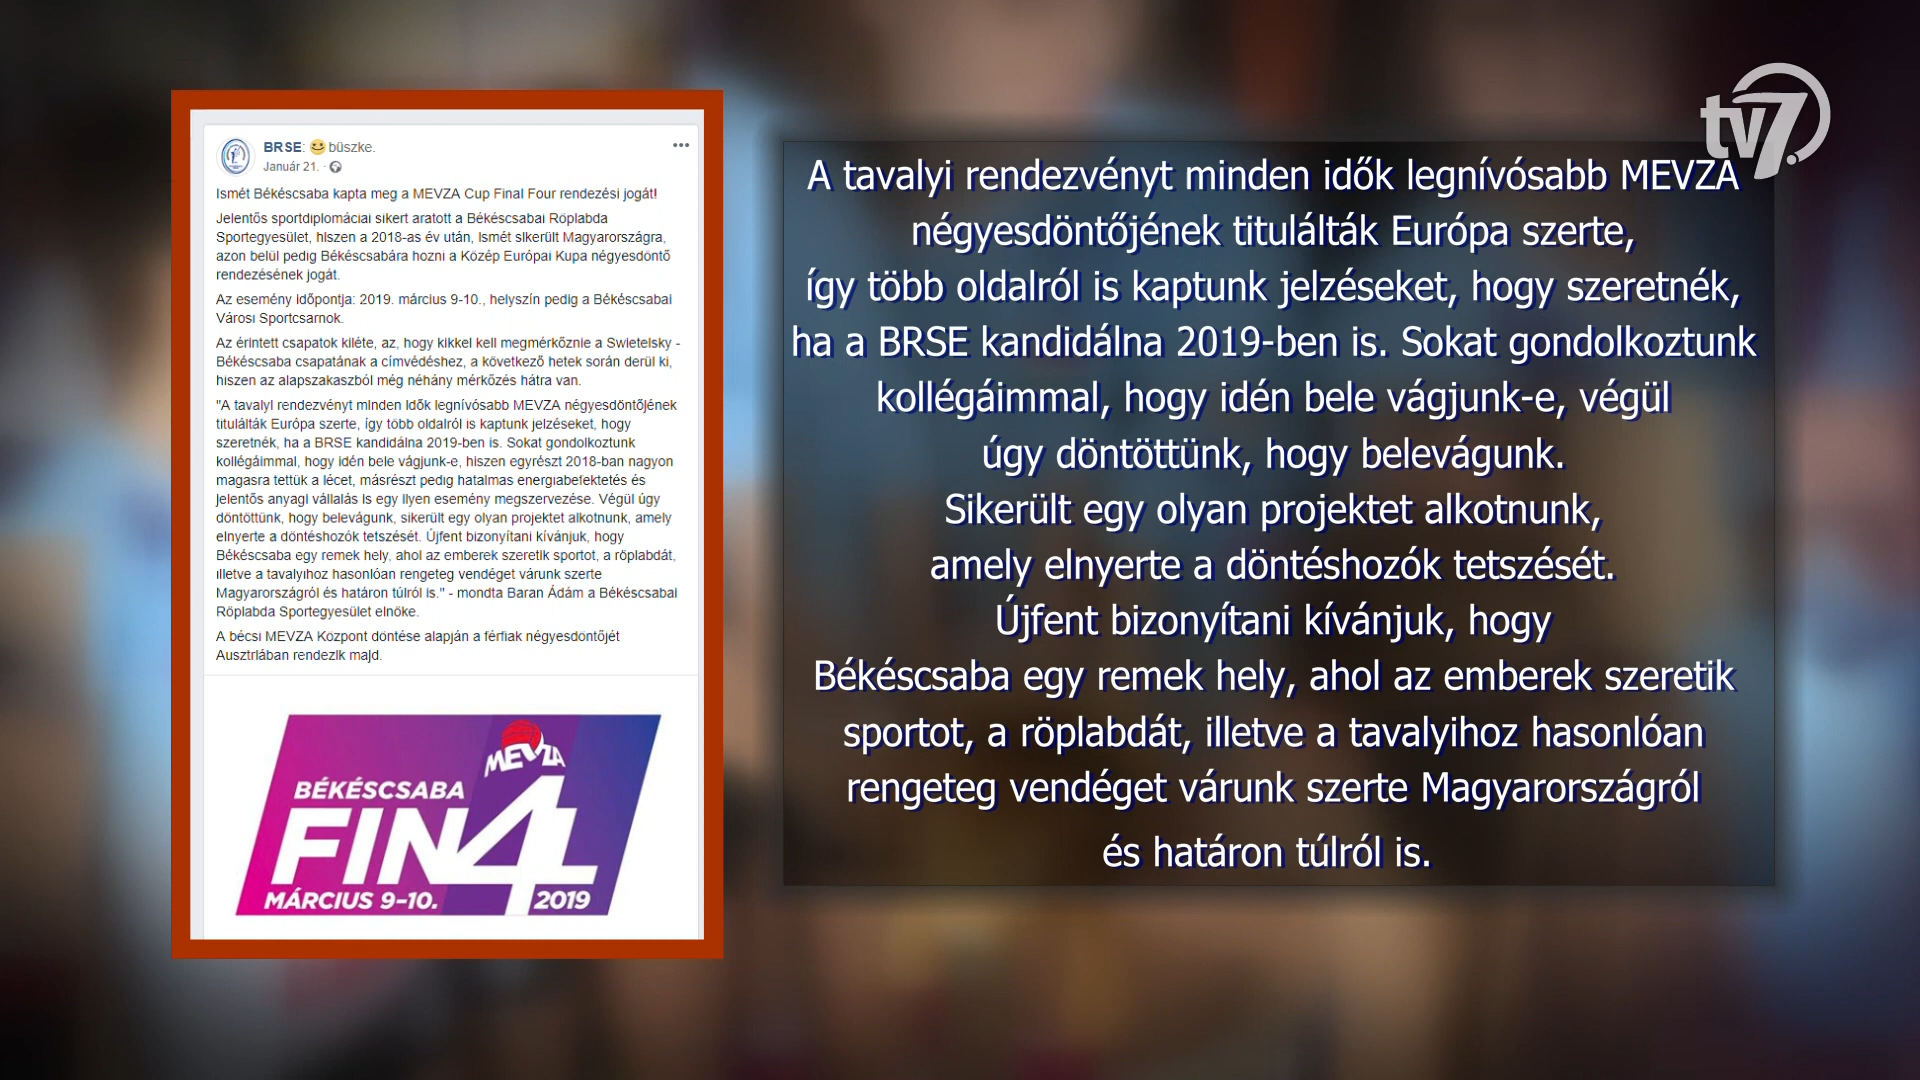 BRSE: büszke.
Január 21. ·
Ismét Békéscsaba kapta meg a MEVZA Cup Final Four rendezési jogát!
Jelentős sportdiplomáciai sikert aratott a Békéscsabai Röplabda
Sportegyesület, hiszen a 2018-as év után, ismét sikerült Magyarországra,
azon belül pedig Békéscsabára hozni a Közép Európai Kupa négyesdöntő
rendezésének jogát.
Az esemény időpontja: 2019. március 9-10., helyszín pedig a Békéscsabai
Városi Sportcsarnok.
Az érintett csapatok kiléte, az, hogy kikkel kell megmérkőznie a Swietelsky -
Békéscsaba csapatának a címvédéshez, a következő hetek során derül ki,
hiszen az alapszakaszból még néhány mérkőzés hátra van.
"A tavalyi rendezvényt minden idők legnívósabb MEVZA négyesdöntőjének
titulálták Európa szerte, így több oldalról is kaptunk jelzéseket, hogy
szeretnék, ha a BRSE kandidálna 2019-ben is. Sokat gondolkoztunk
kollégáimmal, hogy idén bele vágjunk-e, hiszen egyrészt 2018-ban nagyon
magasra tettük a lécet, másrészt pedig hatalmas energiabefektetés és
jelentős anyagi vállalás is egy ilyen esemény megszervezése. Végül úgy
döntöttünk, hogy belevágunk, sikerült egy olyan projektet alkotnunk, amely
elnyerte a döntéshozók tetszését. Újfent bizonyítani kívánjuk, hogy
Békéscsaba egy remek hely, ahol az emberek szeretik sportot, a röplabdát,
illetve a tavalyihoz hasonlóan rengeteg vendéget várunk szerte
Magyarországról és határon túlról is." - mondta Baran Ádám a Békéscsabai
Röplabda Sportegyesület elnöke.
A bécsi MEVZA Központ döntése alapján a férfiak négyesdöntőjét
Ausztriában rendezik majd.
MEVZA
BÉKÉSCSABA
FIN4L
MÁRCIUS 9-10. 2019
tv7
A tavalyi rendezvényt minden idők legnívósabb MEVZA
négyesdöntőjének titulálták Európa szerte,
így több oldalról is kaptunk jelzéseket, hogy szeretnék,
ha a BRSE kandidálna 2019-ben is. Sokat gondolkoztunk
kollégáimmal, hogy idén bele vágjunk-e, végül
úgy döntöttünk, hogy belevágunk.
Sikerült egy olyan projektet alkotnunk,
amely elnyerte a döntéshozók tetszését.
Újfent bizonyítani kívánjuk, hogy
Békéscsaba egy remek hely, ahol az emberek szeretik
sportot, a röplabdát, illetve a tavalyihoz hasonlóan
rengeteg vendéget várunk szerte Magyarországról
és határon túlról is.